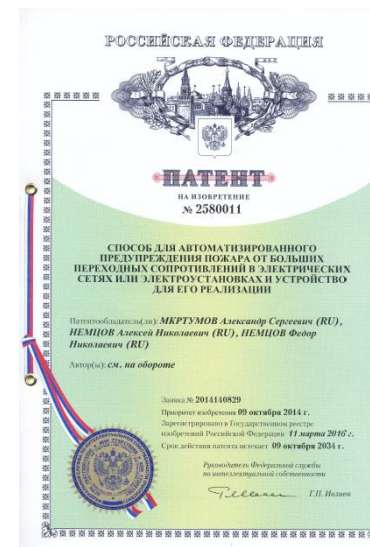 РОССИЙСКАЯ ФЕДЕРАЦИЯ
ПАТЕНТ
НА ИЗОБРЕТЕНИЕ
№ 2580011
СПОСОБ ДЛЯ АВТОМАТИЗИРОВАННОГО
ПРЕДУПРЕЖДЕНИЯ ПОЖАРА ОТ БОЛЬШИХ
ПЕРЕХОДНЫХ СОПРОТИВЛЕНИЙ В ЭЛЕКТРИЧЕСКИХ
СЕТЯХ ИЛИ ЭЛЕКТРОУСТАНОВКАХ И УСТРОЙСТВО
ДЛЯ ЕГО РЕАЛИЗАЦИИ
Патентообладатель(ли): МКРТУМОВ Александр Сергеевич (RU),
НЕМЦОВ Алексей Николаевич (RU), НЕМЦОВ Федор
Николаевич (RU)
Автор(ы): см. на обороте
Заявка № 2014140829
Приоритет изобретения 09 октября 2014 г.
Зарегистрировано в Государственном реестре
изобретений Российской Федерации 11 марта 2016 г.
Срок действия патента истекает 09 октября 2034 г.
Руководитель Федеральной службы
по интеллектуальной собственности
Г.П. Ивлиев